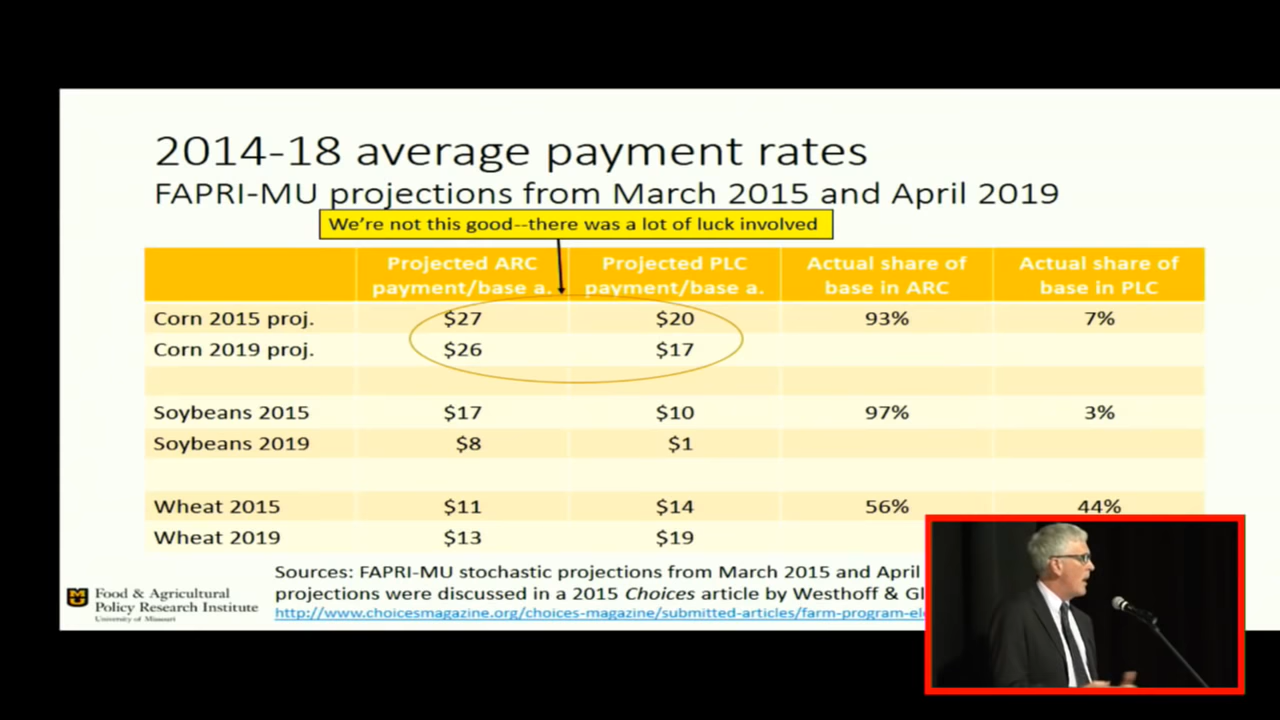 2014-18 average payment rates
FAPRI-MU projections from March 2015 and April 2019
We're not this good--there was a lot of luck involved
Projected ARC payment/base a. Projected PLC payment/base a. Actual share of base in ARC Actual share of base in PLC
Corn 2015 proj. $27 $20 93% 7%
Corn 2019 proj. $26 $17
Soybeans 2015 $17 $10 97% 3%
Soybeans 2019 $8 $1
Wheat 2015 $11 $14 56% 44%
Wheat 2019 $13 $19
Sources: FAPRI-MU stochastic projections from March 2015 and April
projections were discussed in a 2015 Choices article by Westhoff &
http://www.choicesmagazine.org/choices-magazine/submitted-articles/farm-program-el
Food & Agricultural
Policy Research Institute
University of Missouri